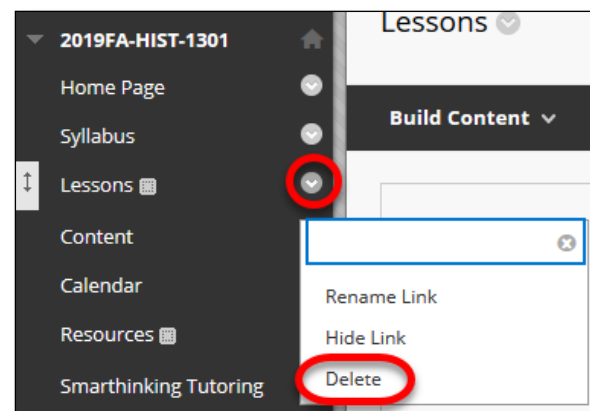 2019FA-HIST-1301
Home Page
Syllabus
Lessons
Content
Calendar
Resources
Smarthinking Tutoring
Lessons
Build Content
Rename Link
Hide Link
Delete